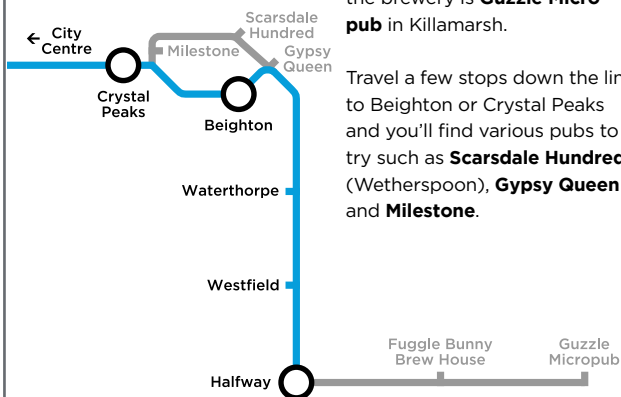 the brewery is Guzzle Micro-
pub in Killamarsh.
Travel a few stops down the
to Beighton or Crystal Peaks
and you'll find various pubs to
try such as Scarsdale Hundred
(Wetherspoon), Gypsy Queen
and Milestone.
← City
Centre
Scarsdale
Hundred
Milestone
Gypsy
Queen
Crystal
Peaks
Beighton
Waterthorpe
Westfield
Fuggle Bunny
Brew House
Guzzle
Micropub
Halfway